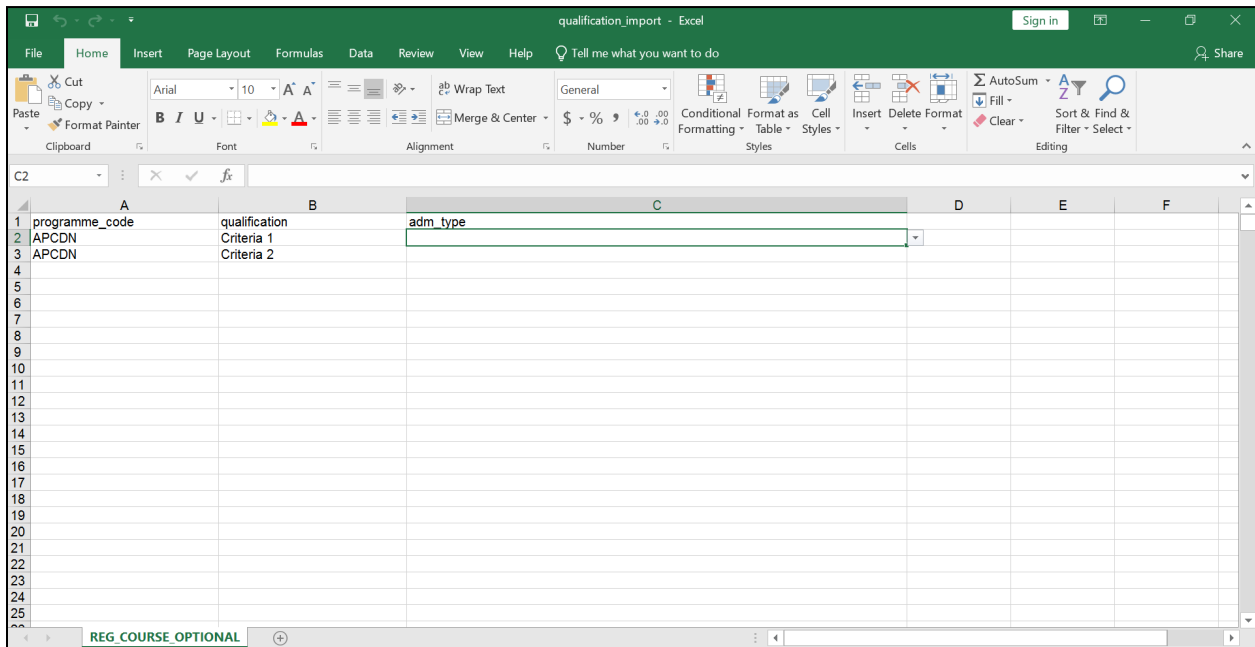 qualification_import - Excel
Sign in
File Home Insert Page Layout Formulas Data Review View Help Tell me what you want to do Share
Paste
Cut
Copy
Format Painter
Clipboard
Arial 10 A A
B I U A
Font
Wrap Text
Merge & Center
Alignment
General
$ % , .00 .00
Number
Conditional Formatting
Format as Table
Cell Styles
Styles
Insert Delete Format
Cells
AutoSum
Fill
Clear
Sort & Find &
Filter Select
Editing
C2 fx
A B C D E F
1 programme_code qualification adm_type
2 APCDN Criteria 1
3 APCDN Criteria 2
4
5
6
7
8
9
10
11
12
13
14
15
16
17
18
19
20
21
22
23
24
25
REG_COURSE_OPTIONAL